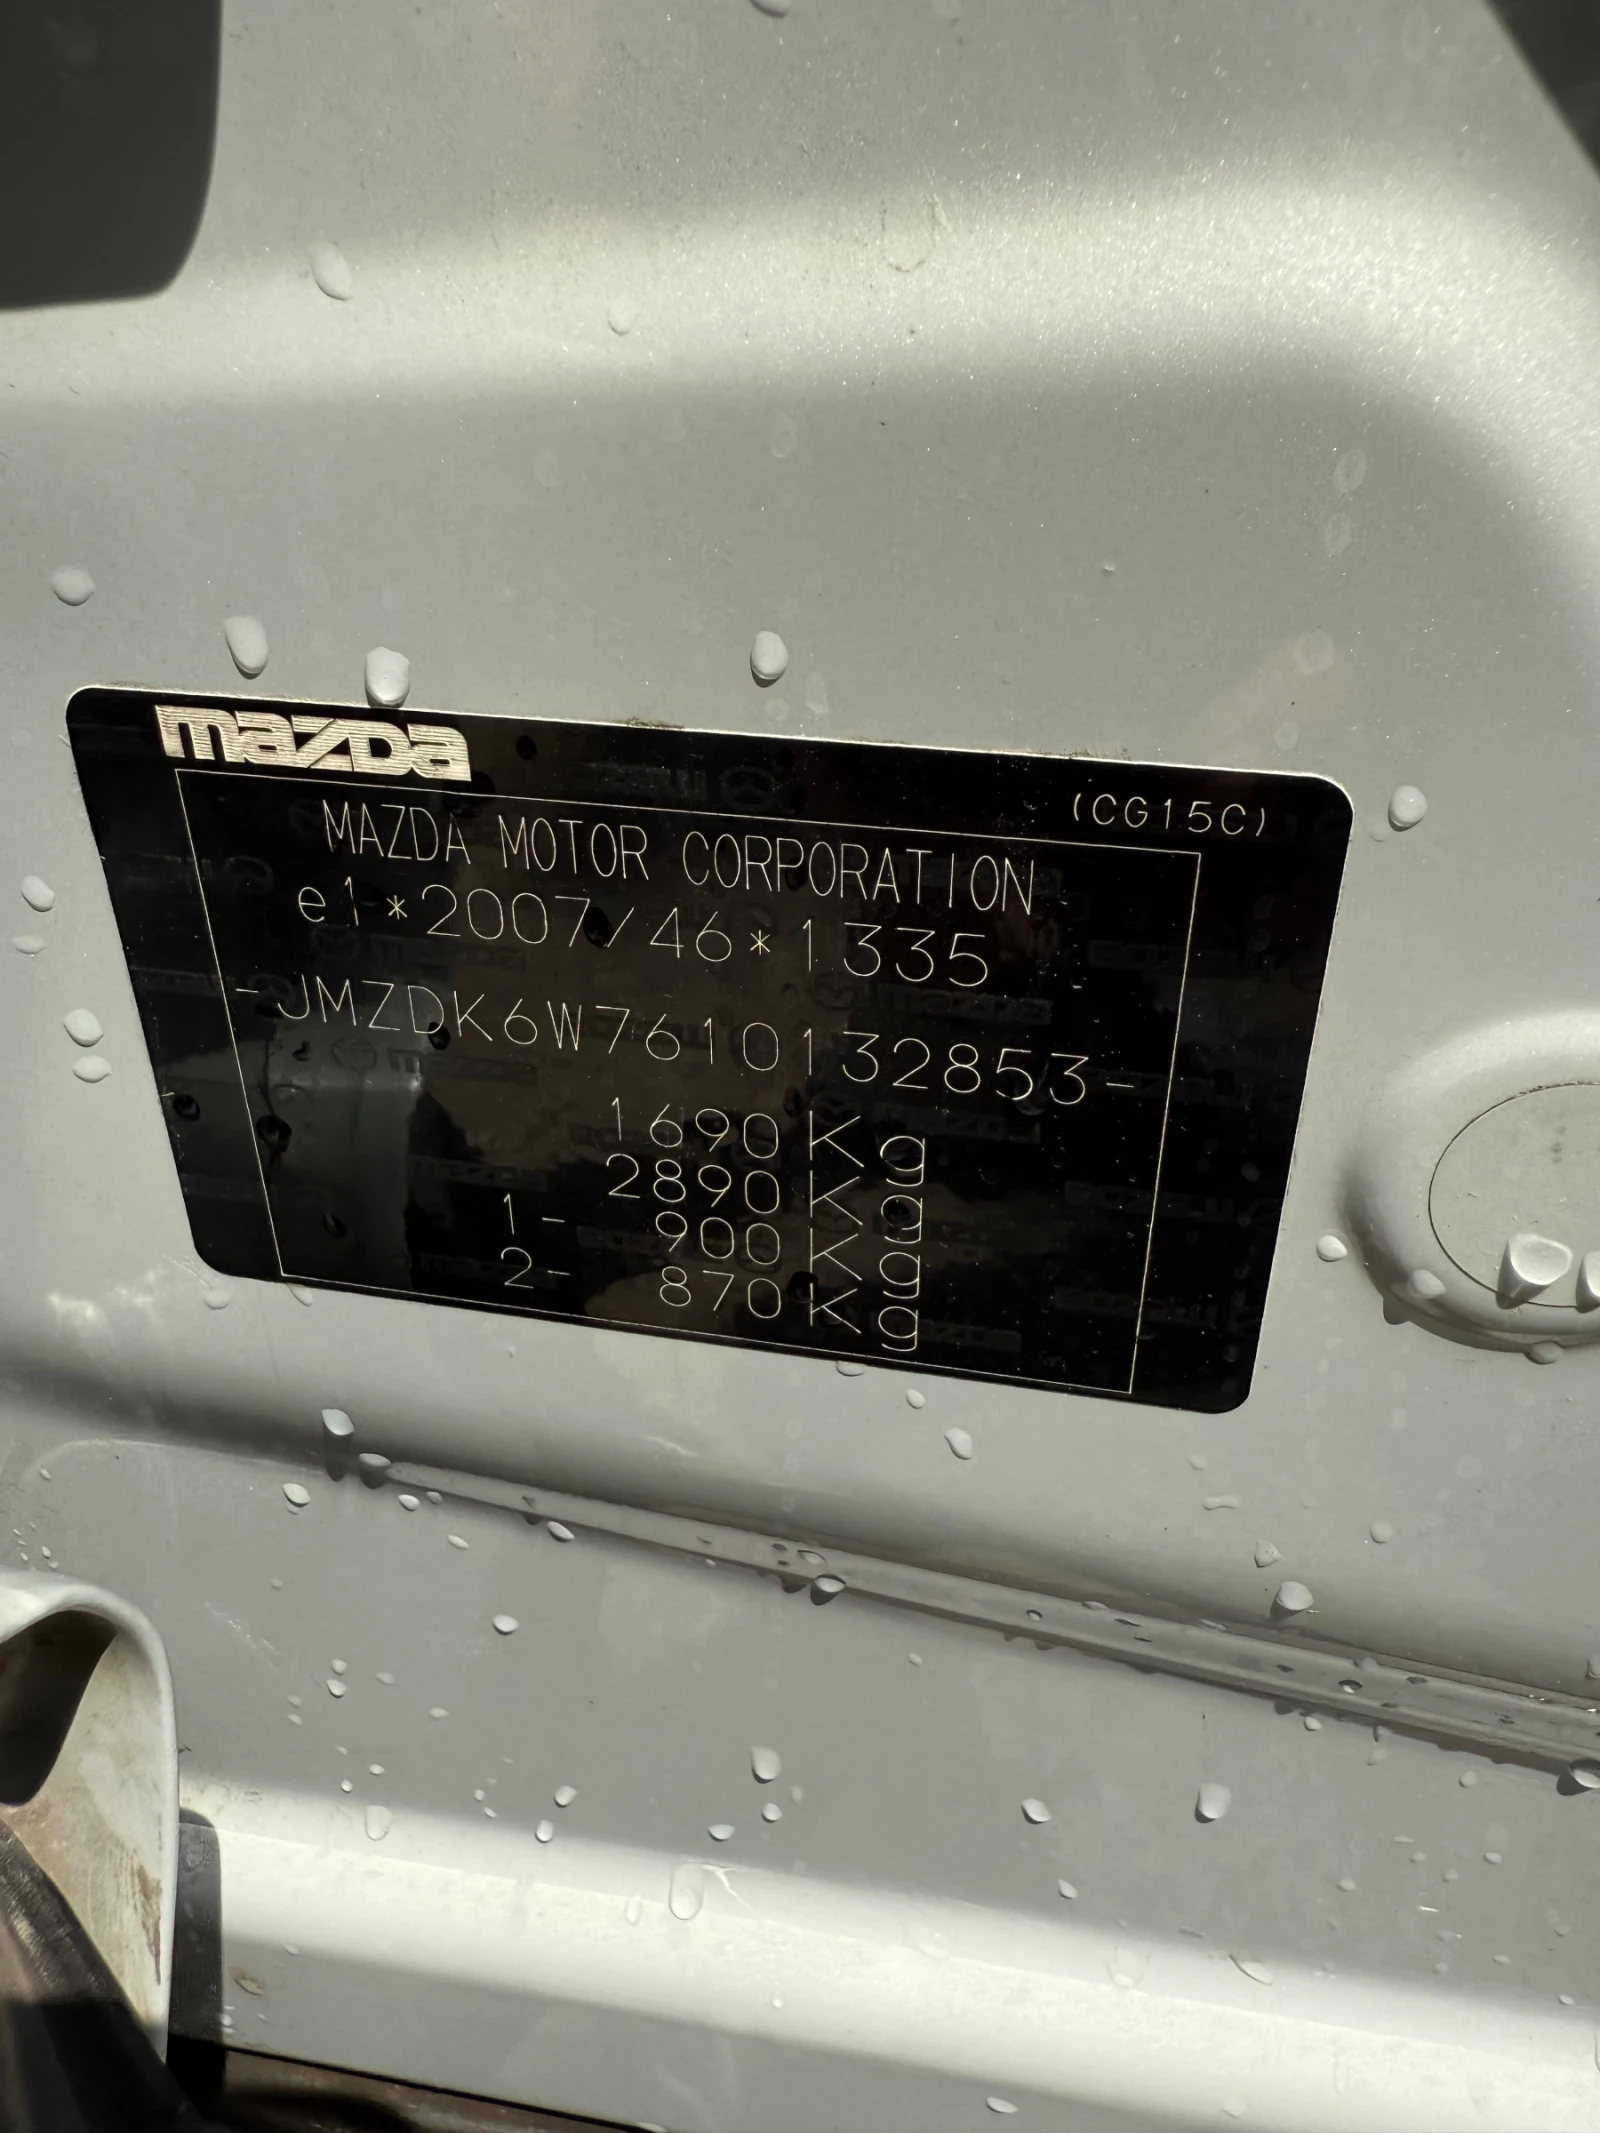 mazda
(CG15C)
MAZDA MOTOR CORPORATION
e1*2007/46*1335
-JMZDK6W7610132853-
1690 Kg
2890 Kg
1- 900 Kg
2- 870 Kg